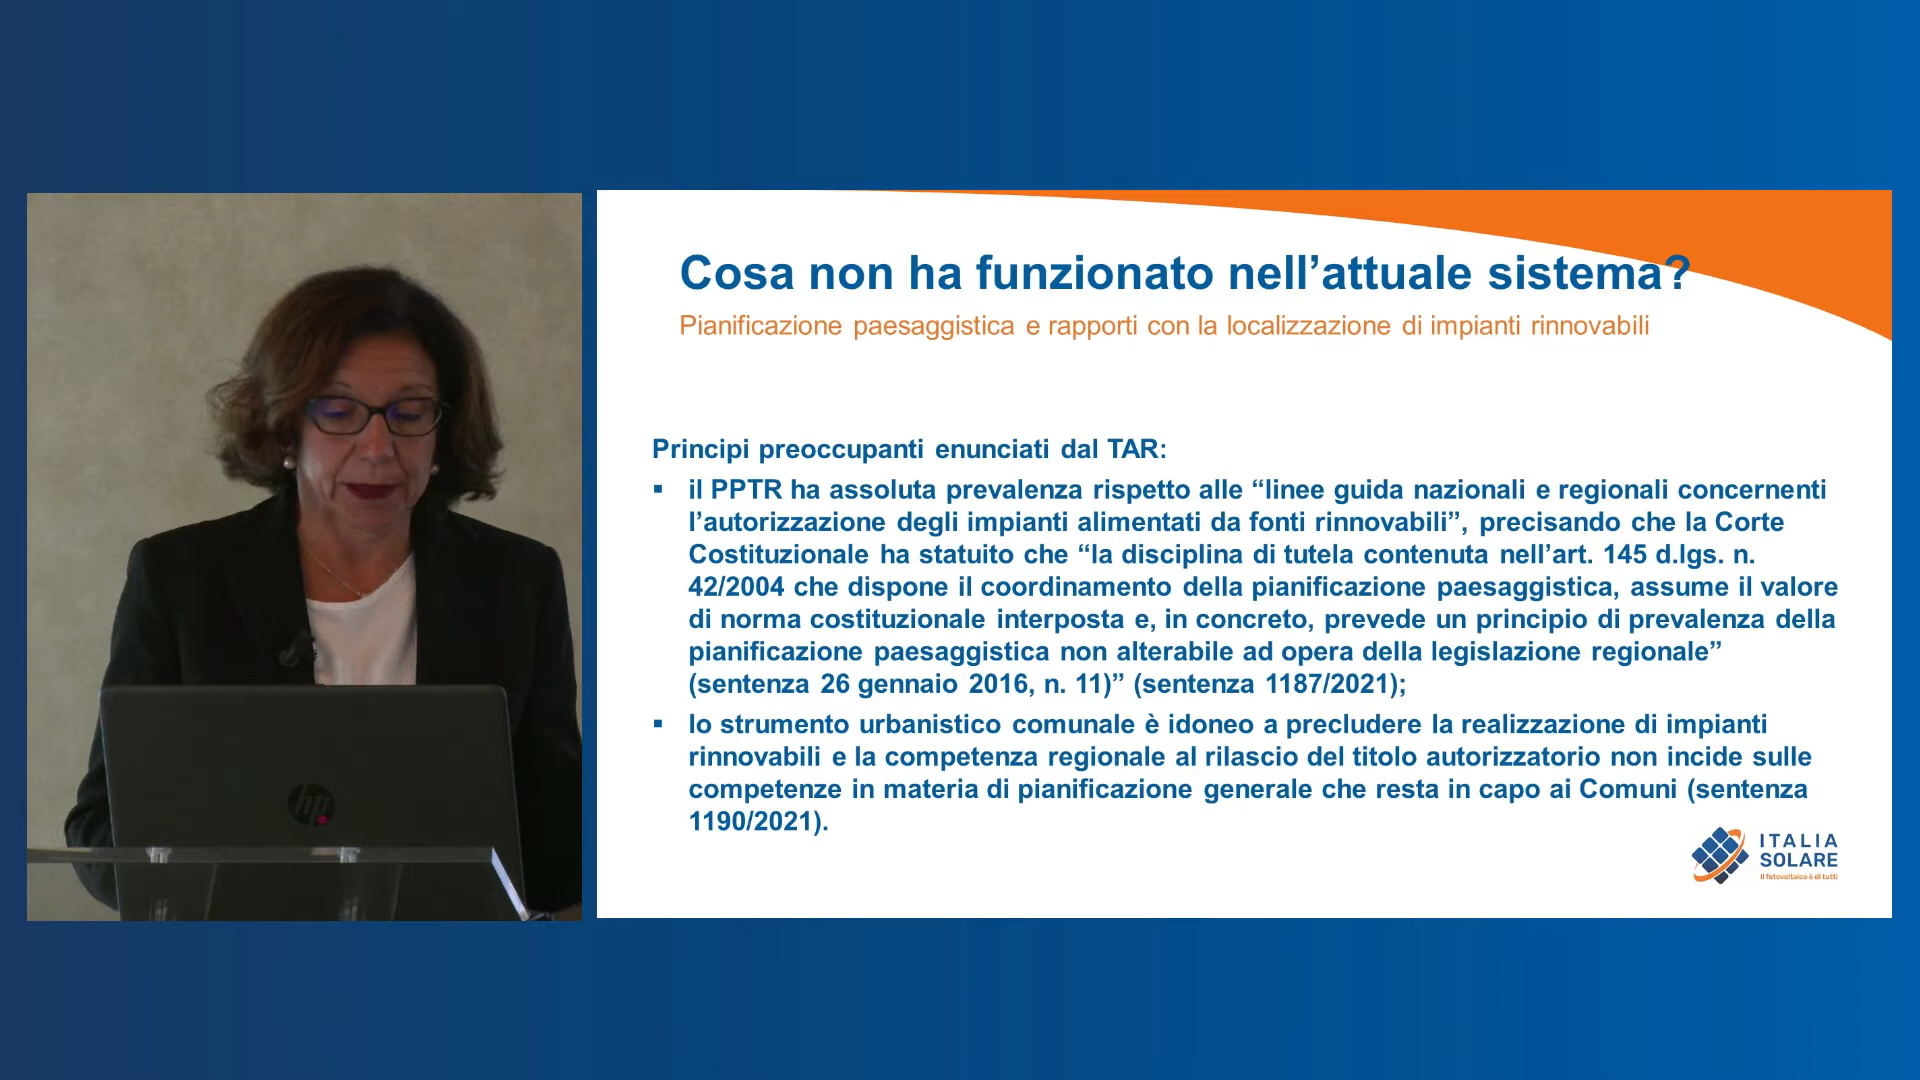 Cosa non ha funzionato nell’attuale sistema?
Pianificazione paesaggistica e rapporti con la localizzazione di impianti rinnovabili
Principi preoccupanti enunciati dal TAR:
▪ il PPTR ha assoluta prevalenza rispetto alle “linee guida nazionali e regionali concernenti
l’autorizzazione degli impianti alimentati da fonti rinnovabili”, precisando che la Corte
Costituzionale ha statuito che “la disciplina di tutela contenuta nell’art. 145 d.lgs. n.
42/2004 che dispone il coordinamento della pianificazione paesaggistica, assume il valore
di norma costituzionale interposta e, in concreto, prevede un principio di prevalenza della
pianificazione paesaggistica non alterabile ad opera della legislazione regionale”
(sentenza 26 gennaio 2016, n. 11)” (sentenza 1187/2021);
▪ lo strumento urbanistico comunale è idoneo a precludere la realizzazione di impianti
rinnovabili e la competenza regionale al rilascio del titolo autorizzatorio non incide sulle
competenze in materia di pianificazione generale che resta in capo ai Comuni (sentenza
1190/2021).
ITALIA
SOLARE
Il fotovoltaico è di tutti
hp